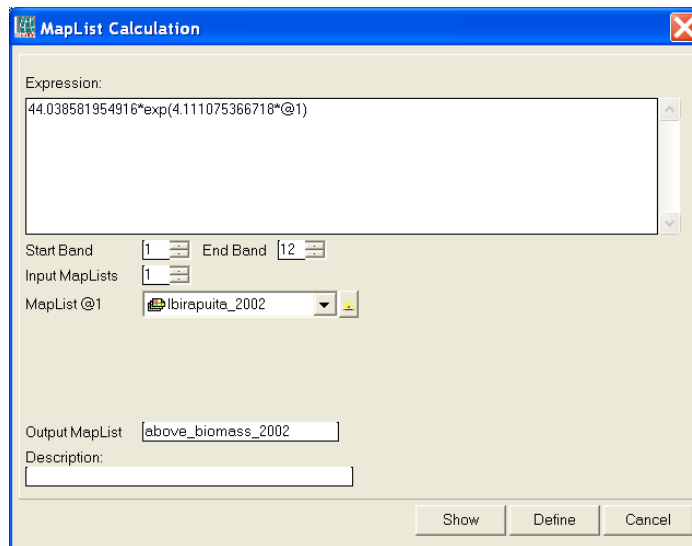 MapList Calculation
Expression:
44.038581954916*exp(4.111075366718*@1)
Start Band 1 End Band 12
Input MapLists 1
MapList @1 Ibirapuita_2002
Output MapList above_biomass_2002
Description:
Show Define Cancel